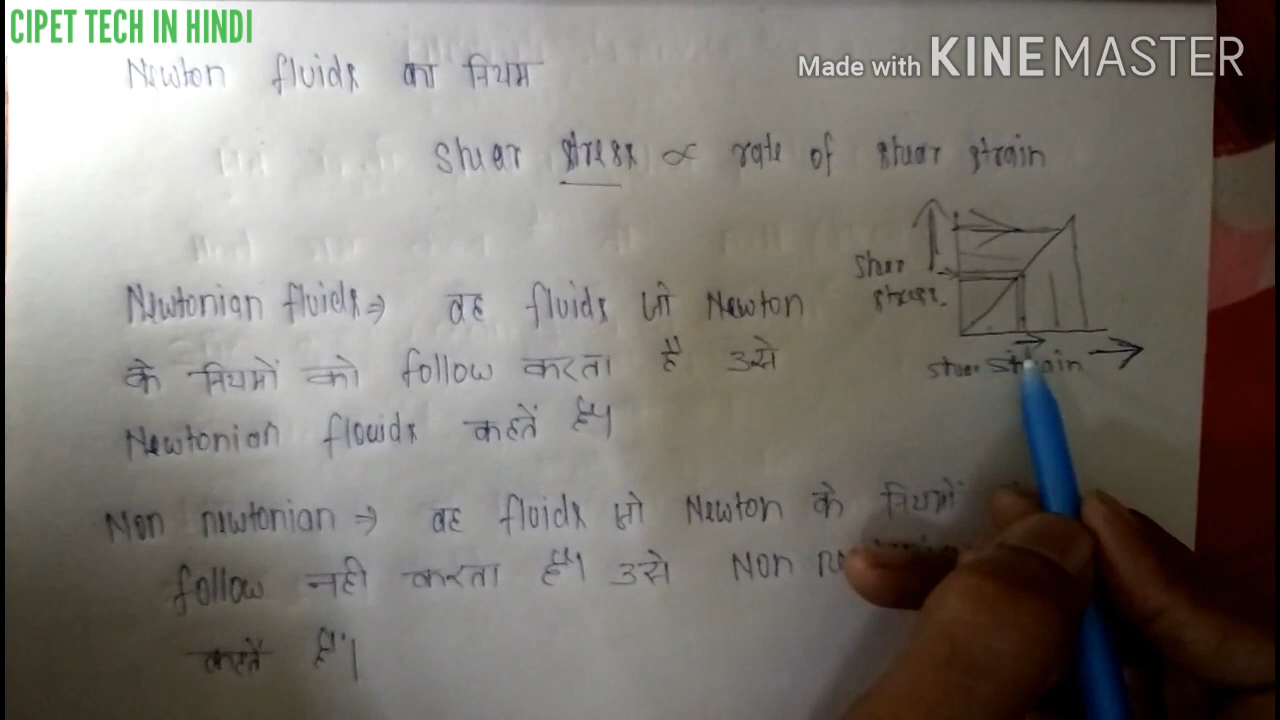 CIPET TECH IN HINDI
Made with KINEMASTER
Newton fluids का नियम
shear stress ∝ rate of shear strain
Newtonian fluids ⇒ वह fluids जो Newton
के नियमों को follow करता है उसे
Newtonian flouids कहतें है।
shear
stress.
strain
Non newtonian ⇒ वह fluids जो Newton के नियमों
follow नही करता है। उसे Non
कहतें है।